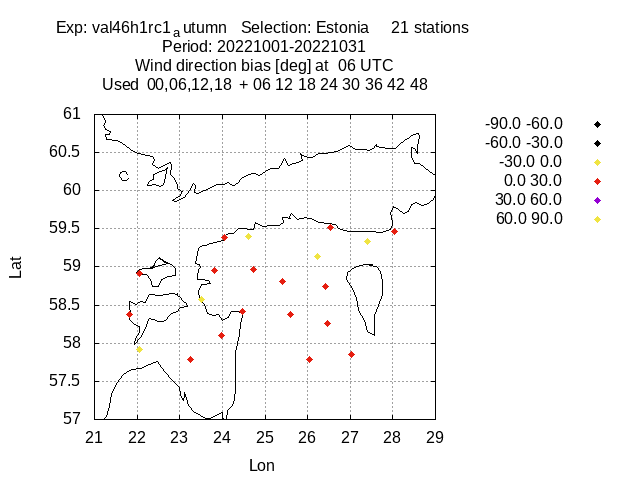 Exp: val46h1rc1autumn Selection: Estonia 21 stations
Period: 20221001-20221031
Wind direction bias [deg] at 06 UTC
Used 00,06,12,18 + 06 12 18 24 30 36 42 48
61
60.5
60
59.5
59
58.5
58
57.5
57
Lat
21 22 23 24 25 26 27 28 29
Lon
-90.0 -60.0
-60.0 -30.0
-30.0 0.0
0.0 30.0
30.0 60.0
60.0 90.0